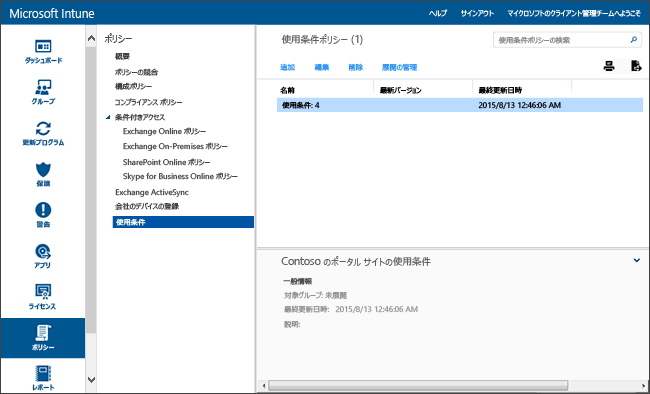 Microsoft Intune
ヘルプ サインアウト マイクロソフトのクライアント管理チームへようこそ
ダッシュボード
グループ
更新プログラム
保護
警告
アプリ
ライセンス
ポリシー
レポート
ポリシー
概要
ポリシーの競合
構成ポリシー
コンプライアンス ポリシー
条件付きアクセス
Exchange Online ポリシー
Exchange On-Premises ポリシー
SharePoint Online ポリシー
Skype for Business Online ポリシー
Exchange ActiveSync
会社のデバイスの登録
使用条件
使用条件ポリシー (1)
使用条件ポリシーの検索
追加 編集 削除 展開の管理
名前 最新バージョン 最終更新日時
使用条件: 4 2015/8/13 12:46:06 AM
Contoso のポータル サイトの使用条件
一般情報
対象グループ: 未展開
最終更新日時: 2015/8/13 12:46:06 AM
説明: